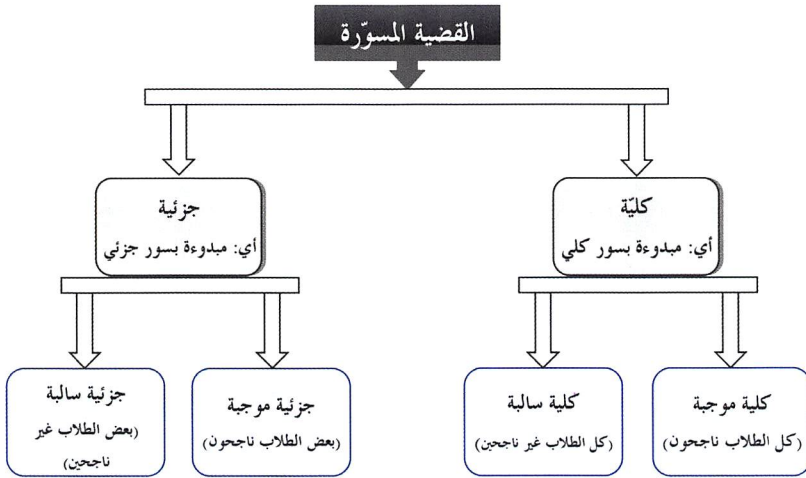 القضية المسوّرة
كليّة
أي: مبدوءة بسور كلي
جزئية
أي: مبدوءة بسور جزئي
كلية موجبة
(كل الطلاب ناجحون)
كلية سالبة
(كل الطلاب غير ناجحين)
جزئية موجبة
(بعض الطلاب ناجحون)
جزئية سالبة
(بعض الطلاب غير
ناجحين)